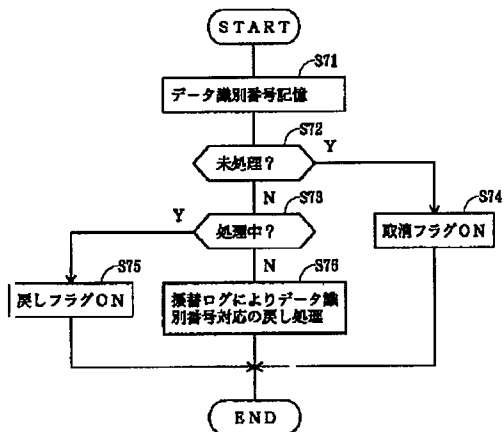 START
S71
データ識別番号記憶
S72
未処理?
Y
N
S73
S74
Y
処理中?
取消フラグON
N
S75
S76
戻しフラグON
振替ログによりデータ識
別番号対応の戻し処理
END